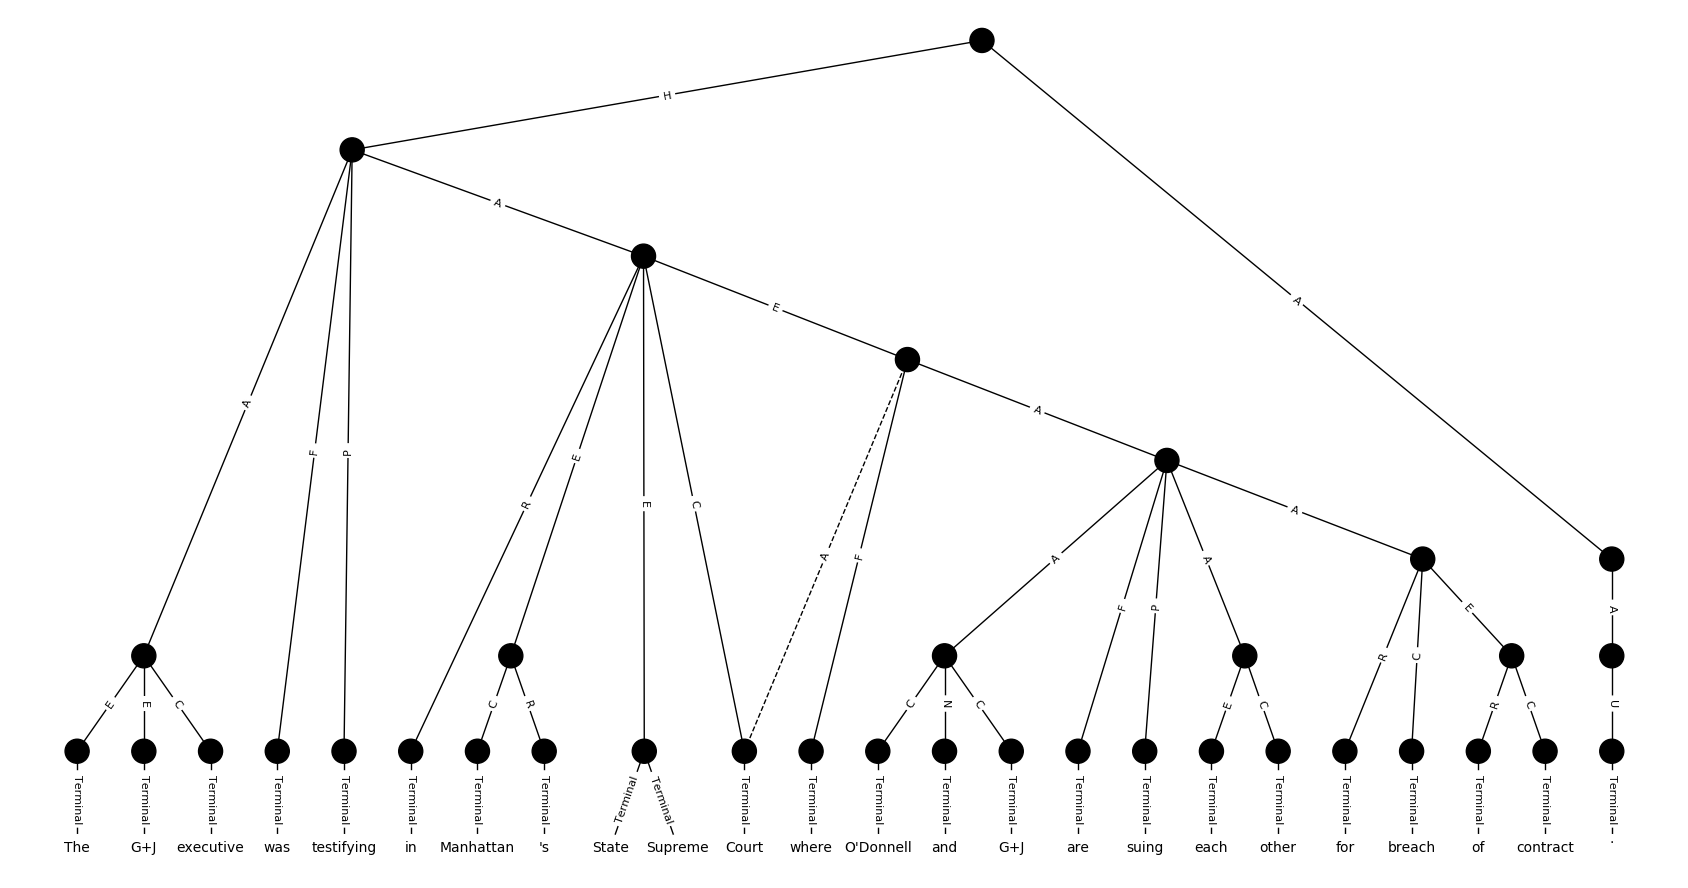 H
A
A
E
A
A
F
P
R
E
E
C
A
F
A
A
F
P
A
R
C
E
A
E
E
C
C
R
C
N
C
E
C
R
C
U
Terminal Terminal Terminal Terminal Terminal Terminal Terminal Terminal Terminal Terminal Terminal Terminal Terminal Terminal Terminal Terminal Terminal Terminal Terminal Terminal Terminal Terminal Terminal Terminal
The G+J executive was testifying in Manhattan 's State Supreme Court where O'Donnell and G+J are suing each other for breach of contract .